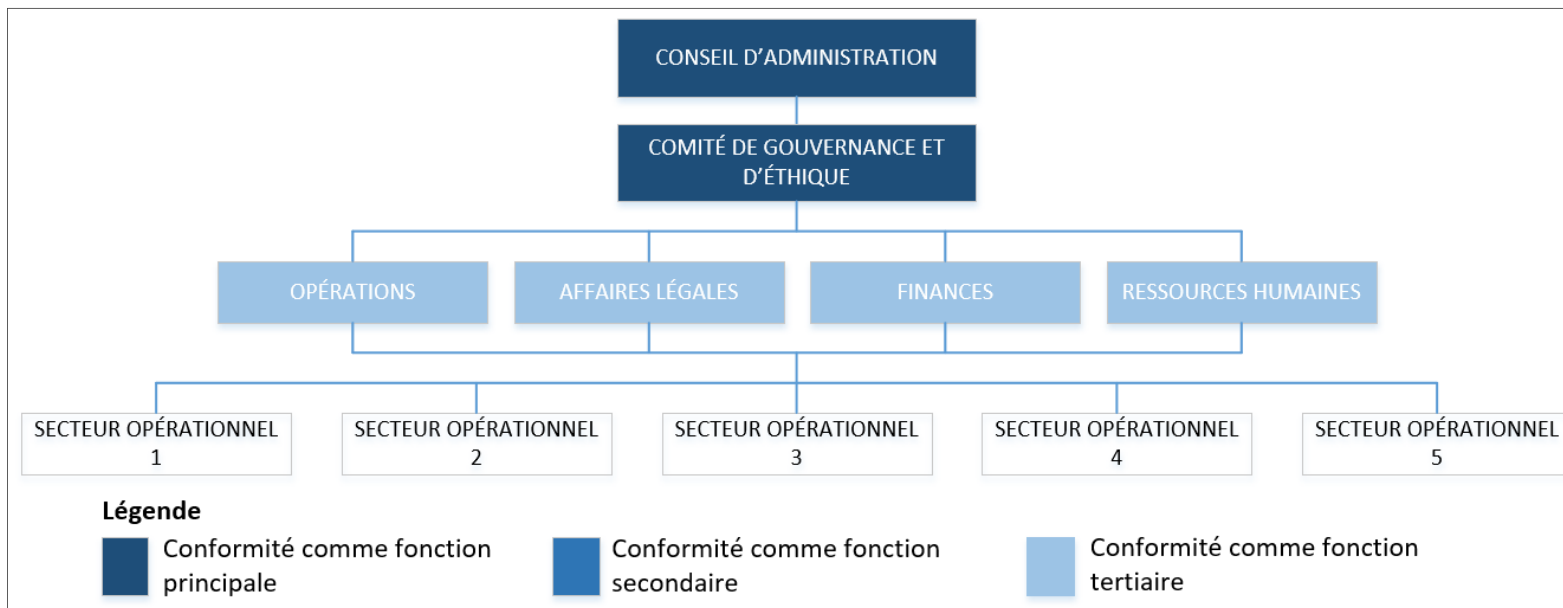 CONSEIL D’ADMINISTRATION
COMITÉ DE GOUVERNANCE ET
D’ÉTHIQUE
OPÉRATIONS
AFFAIRES LÉGALES
FINANCES
RESSOURCES HUMAINES
SECTEUR OPÉRATIONNEL
1
SECTEUR OPÉRATIONNEL
2
SECTEUR OPÉRATIONNEL
3
SECTEUR OPÉRATIONNEL
4
SECTEUR OPÉRATIONNEL
5
Légende
Conformité comme fonction
principale
Conformité comme fonction
secondaire
Conformité comme fonction
tertiaire